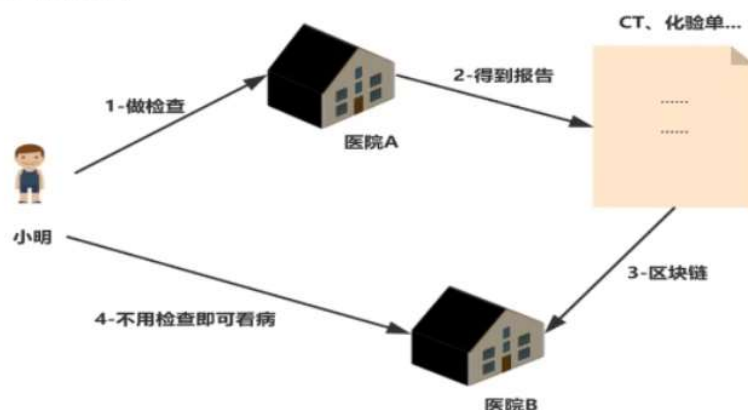 CT、化验单...
......
......
1-做检查
2-得到报告
医院A
小明
3-区块链
4-不用检查即可看病
医院B